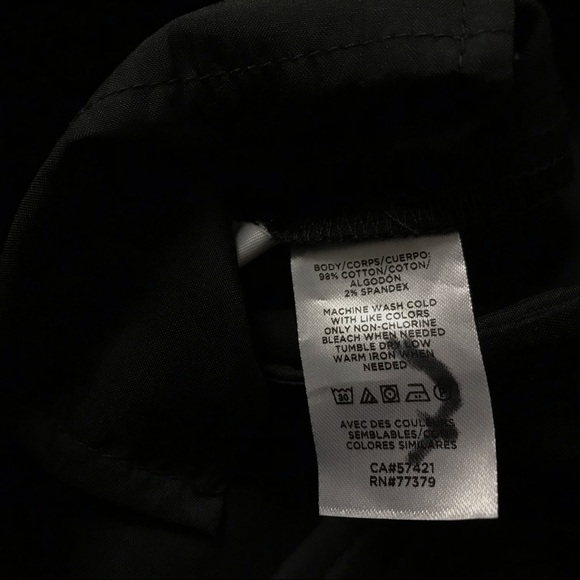 BODY/CORPS/CUERPO:
98% COTTON/COTON/
ALGODÓN
2% SPANDEX
MACHINE WASH COLD
WITH LIKE COLORS
ONLY NON-CHLORINE
BLEACH WHEN NEEDED
TUMBLE DRY LOW
WARM IRON WHEN
NEEDED
30
AVEC DES COULEURS
SEMBLABLES/CON
COLORES SIMILARES
CA#57421
RN#77379